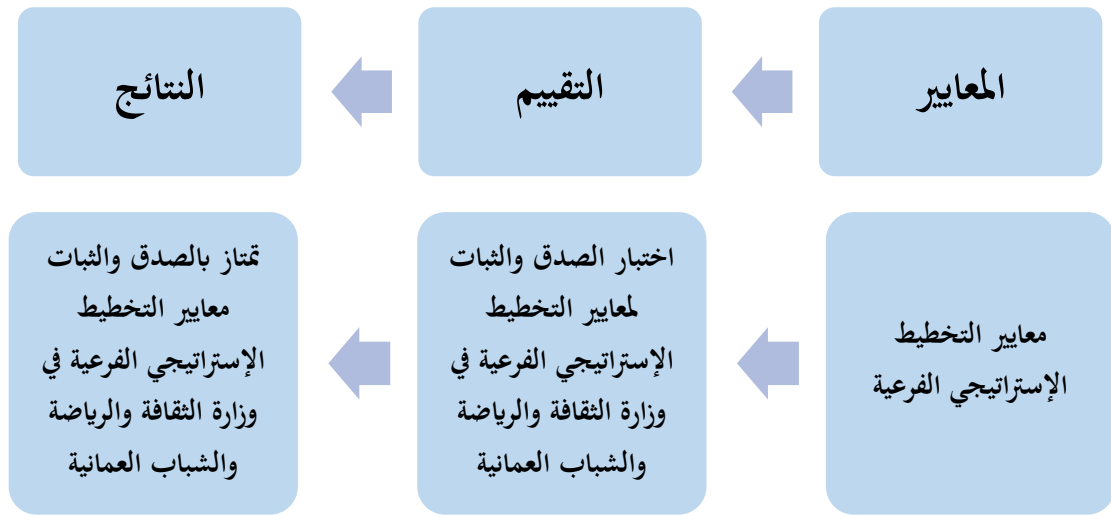 المعايير
التقييم
النتائج
معايير التخطيط
الإستراتيجي الفرعية
اختبار الصدق والثبات
لمعايير التخطيط
الإستراتيجي الفرعية في
وزارة الثقافة والرياضة
والشباب العمانية
تمتاز بالصدق والثبات
معايير التخطيط
الإستراتيجي الفرعية في
وزارة الثقافة والرياضة
والشباب العمانية